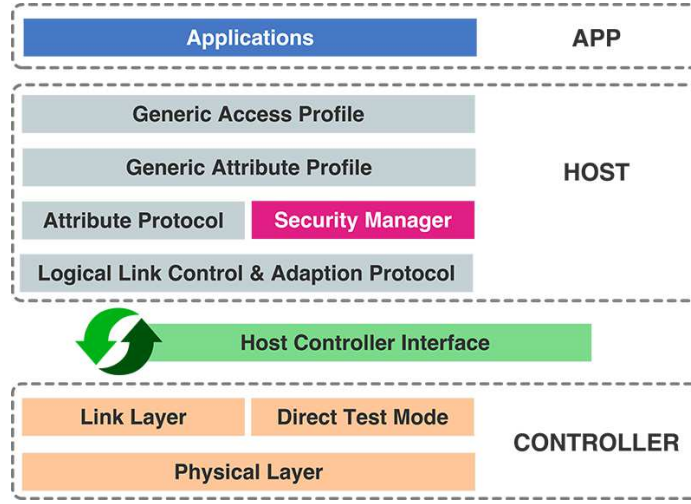 Applications
APP
Generic Access Profile
Generic Attribute Profile
HOST
Attribute Protocol
Security Manager
Logical Link Control & Adaption Protocol
Host Controller Interface
Link Layer
Direct Test Mode
CONTROLLER
Physical Layer